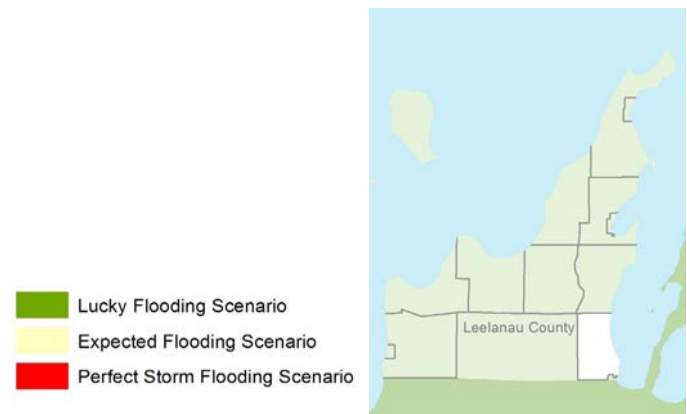 Lucky Flooding Scenario
Expected Flooding Scenario
Perfect Storm Flooding Scenario
Leelanau County